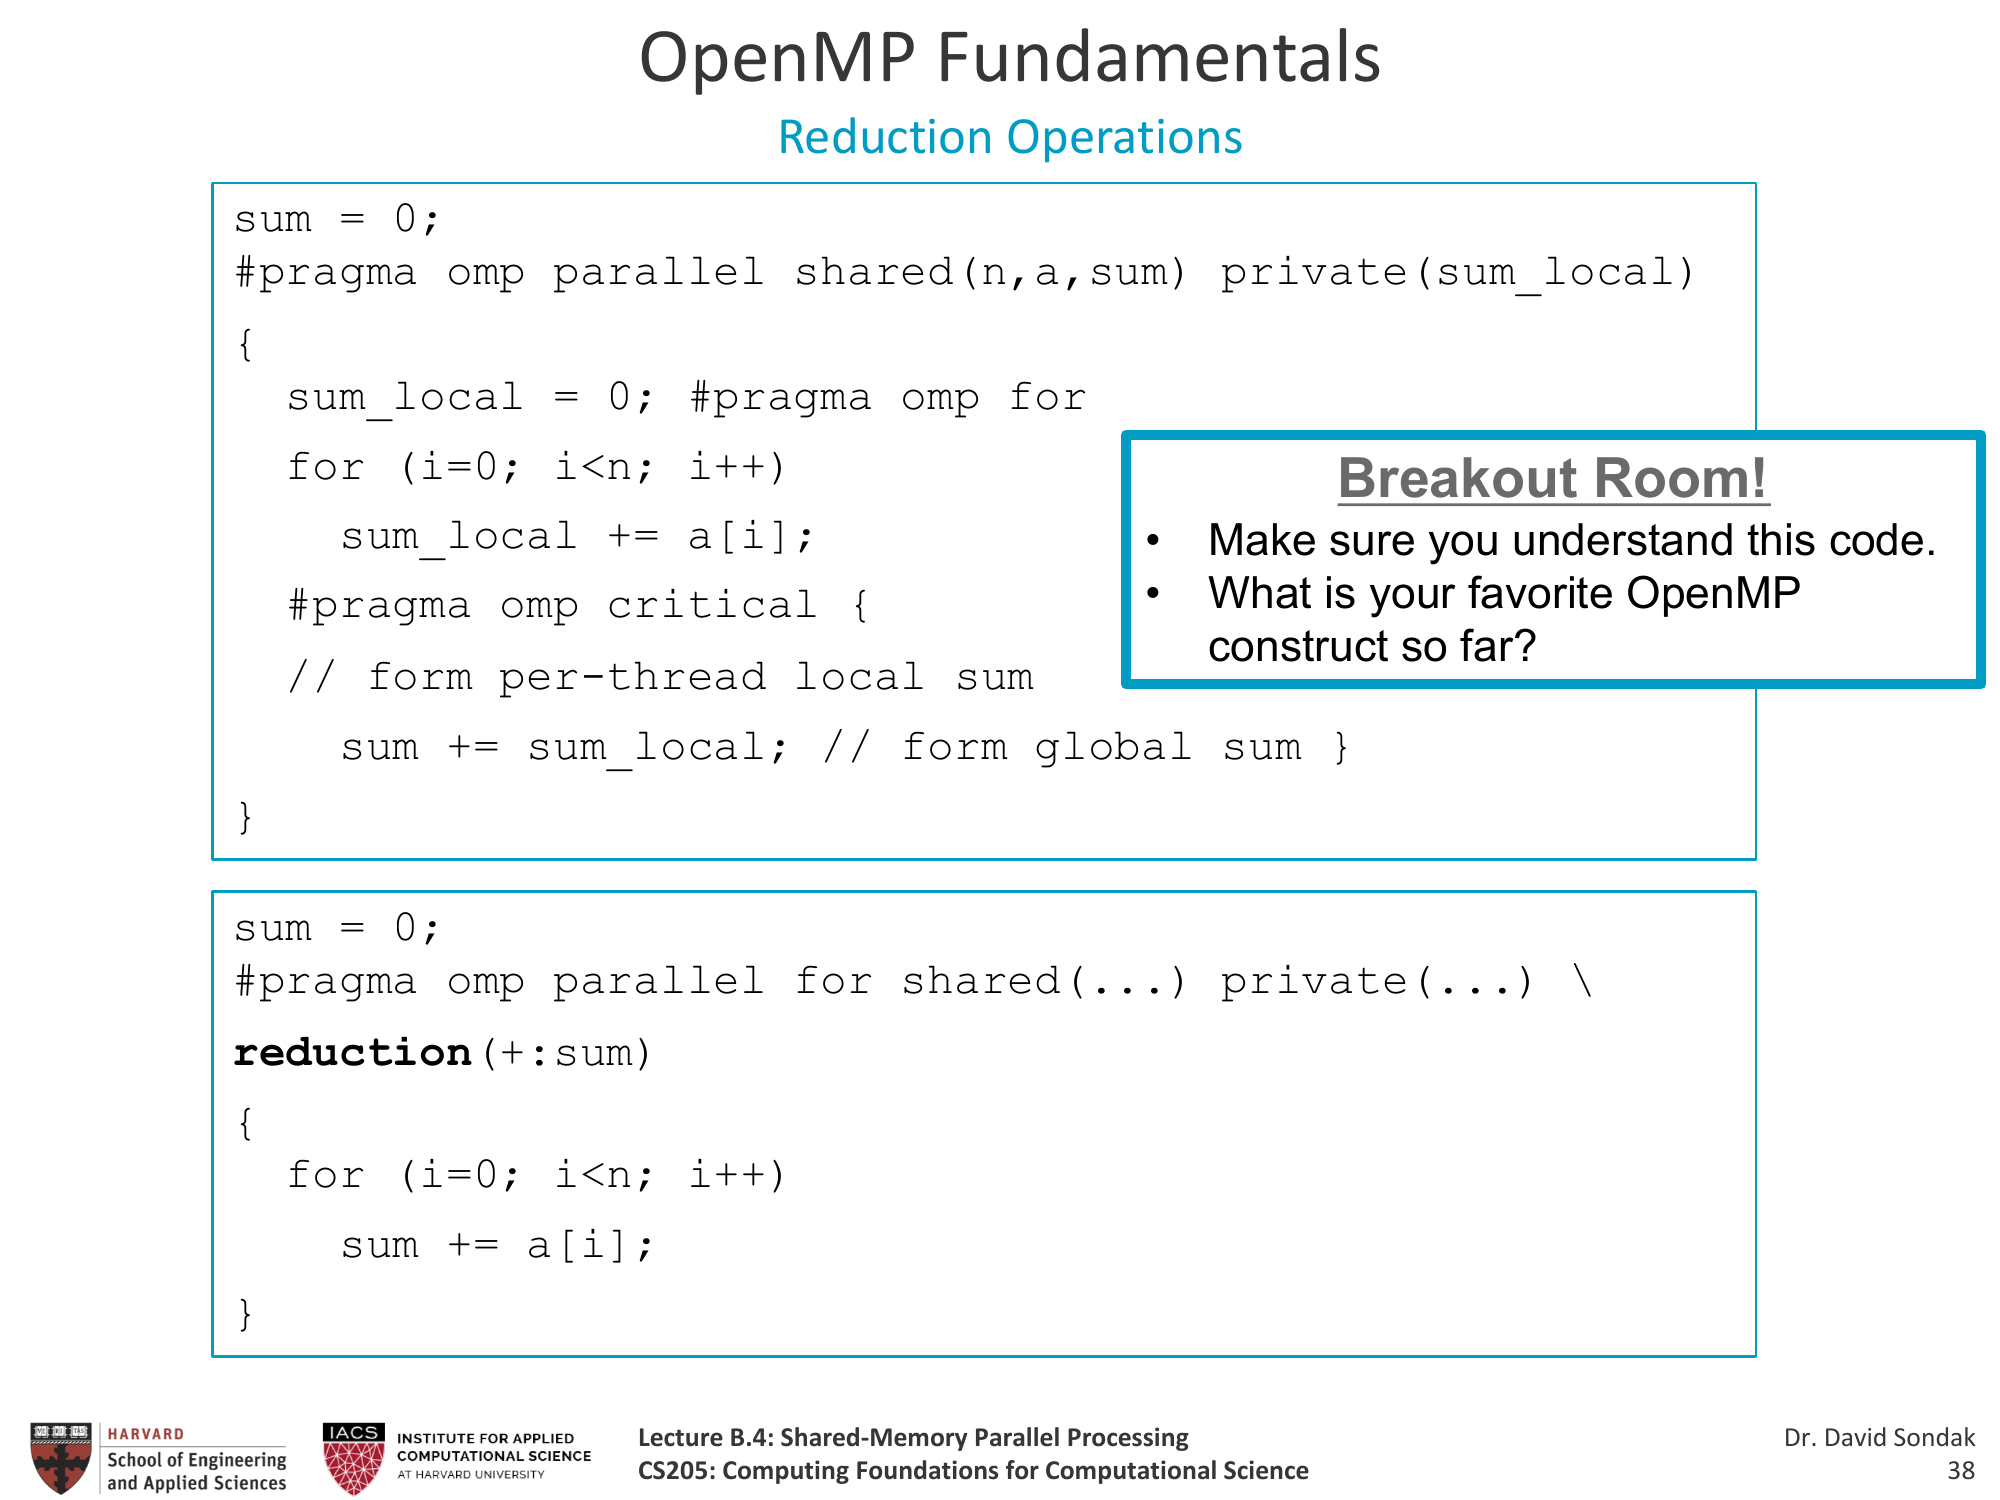 OpenMP Fundamentals
Reduction Operations
sum = 0;
#pragma omp parallel shared(n,a,sum) private(sum_local)
{
sum_local = 0; #pragma omp for
for (i=0; i<n; i++)
sum_local += a[i];
#pragma omp critical {
// form per-thread local sum
sum += sum_local; // form global sum }
}
Breakout Room!
• Make sure you understand this code.
• What is your favorite OpenMP
construct so far?
sum = 0;
#pragma omp parallel for shared(...) private(...) \
reduction(+:sum)
{
for (i=0; i<n; i++)
sum += a[i];
}
HARVARD
School of Engineering
and Applied Sciences
IACS
INSTITUTE FOR APPLIED
COMPUTATIONAL SCIENCE
AT HARVARD UNIVERSITY
Lecture B.4: Shared-Memory Parallel Processing
CS205: Computing Foundations for Computational Science
Dr. David Sondak
38